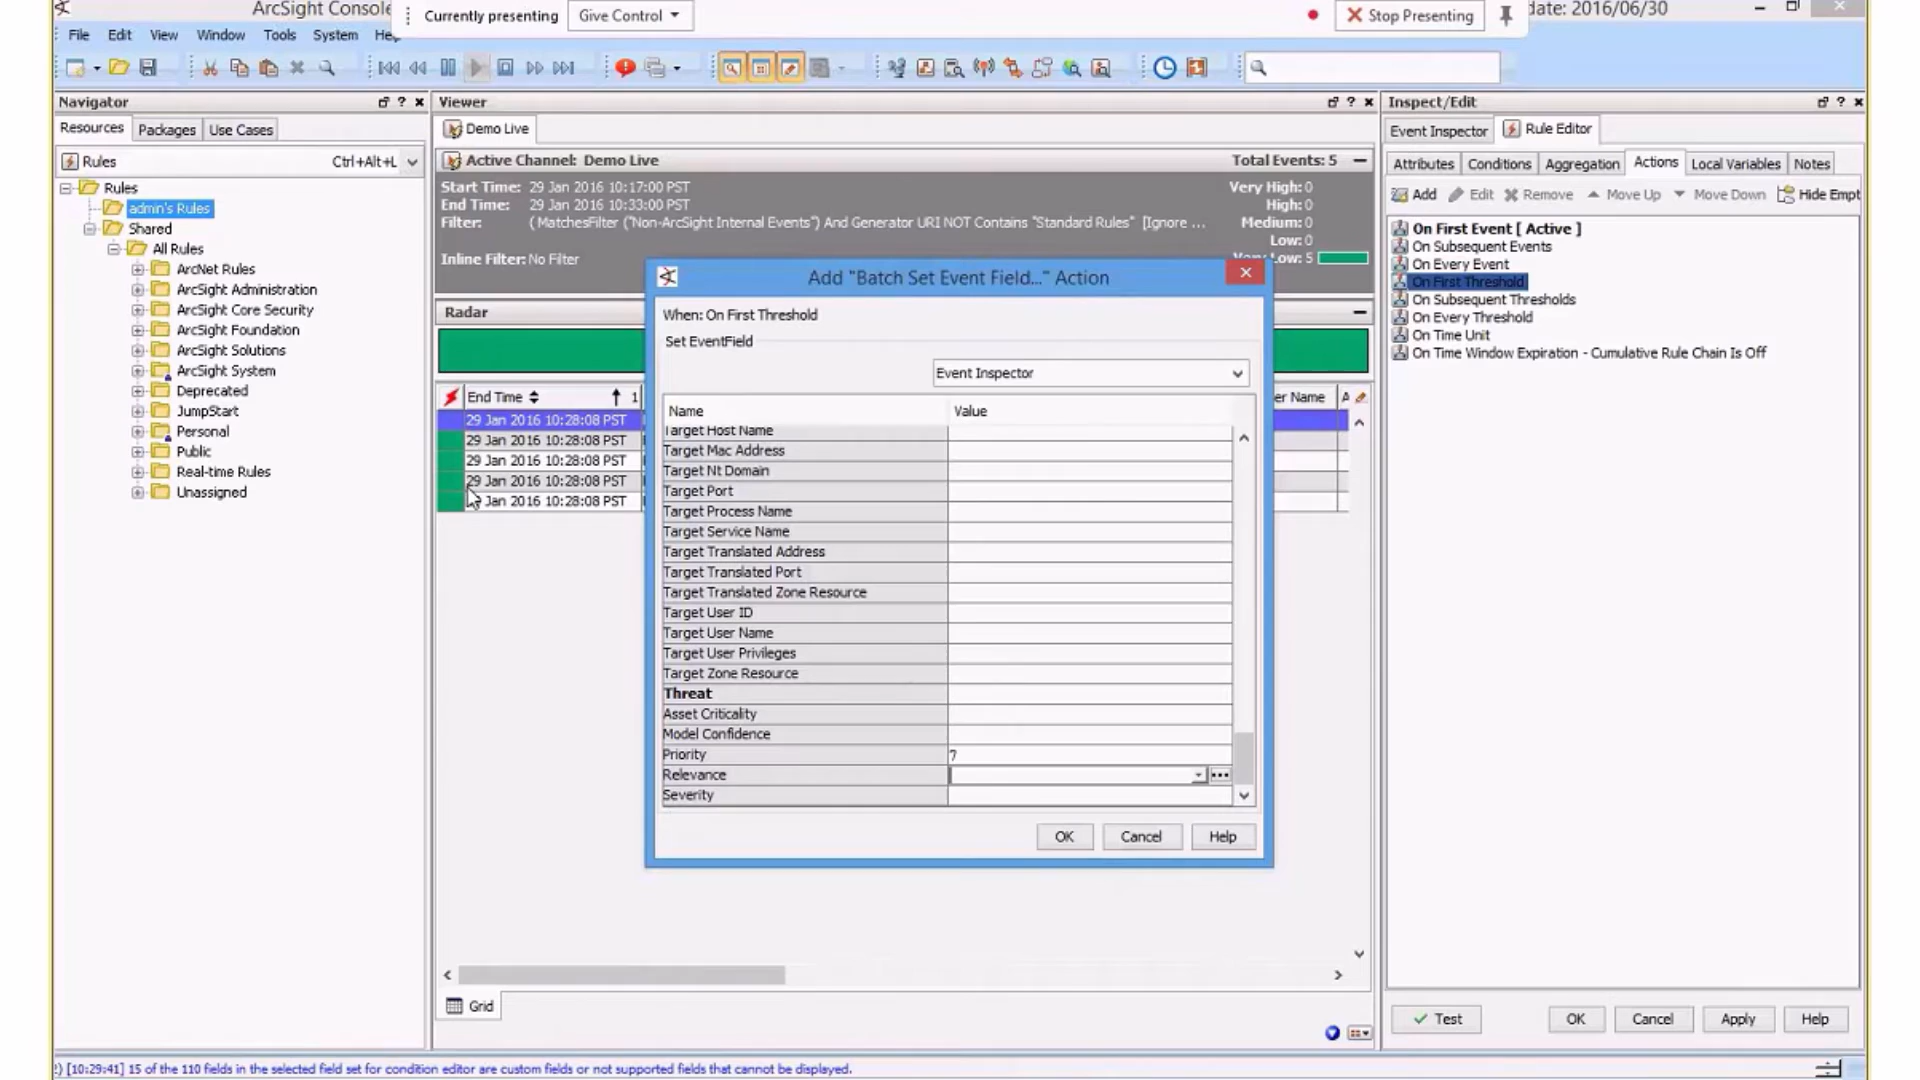 ArcSight Console
Currently presenting
Give Control
Stop Presenting
date: 2016/06/30
File Edit View Window Tools System
Navigator
Resources Packages Use Cases
Rules Ctrl+Alt+L
Rules
admin's Rules
Shared
All Rules
ArcNet Rules
ArcSight Administration
ArcSight Core Security
ArcSight Foundation
ArcSight Solutions
ArcSight System
Deprecated
JumpStart
Personal
Public
Real-time Rules
Unassigned
Viewer
Demo Live
Active Channel: Demo Live Total Events: 5
Start Time: 29 Jan 2016 10:17:00 PST Very High: 0
End Time: 29 Jan 2016 10:33:00 PST High: 0
Filter: ( MatchesFilter ("Non-ArcSight Internal Events") And Generator URI NOT Contains "Standard Rules" [Ignore ... Medium: 0
Low: 0
Inline Filter: No Filter Low: 5
Radar
End Time 1 er Name A
29 Jan 2016 10:28:08 PST
29 Jan 2016 10:28:08 PST
29 Jan 2016 10:28:08 PST
29 Jan 2016 10:28:08 PST
Jan 2016 10:28:08 PST
Grid
Add "Batch Set Event Field..." Action
When: On First Threshold
Set EventField
Event Inspector
Name Value
Target Host Name
Target Mac Address
Target Nt Domain
Target Port
Target Process Name
Target Service Name
Target Translated Address
Target Translated Port
Target Translated Zone Resource
Target User ID
Target User Name
Target User Privileges
Target Zone Resource
Threat
Asset Criticality
Model Confidence
Priority 7
Relevance
Severity
OK Cancel Help
Inspect/Edit
Event Inspector Rule Editor
Attributes Conditions Aggregation Actions Local Variables Notes
Add Edit Remove Move Up Move Down Hide Empt
On First Event [ Active ]
On Subsequent Events
On Every Event
On First Threshold
On Subsequent Thresholds
On Every Threshold
On Time Unit
On Time Window Expiration - Cumulative Rule Chain Is Off
Test OK Cancel Apply Help
:) [10:29:41] 15 of the 110 fields in the selected field set for condition editor are custom fields or not supported fields that cannot be displayed.